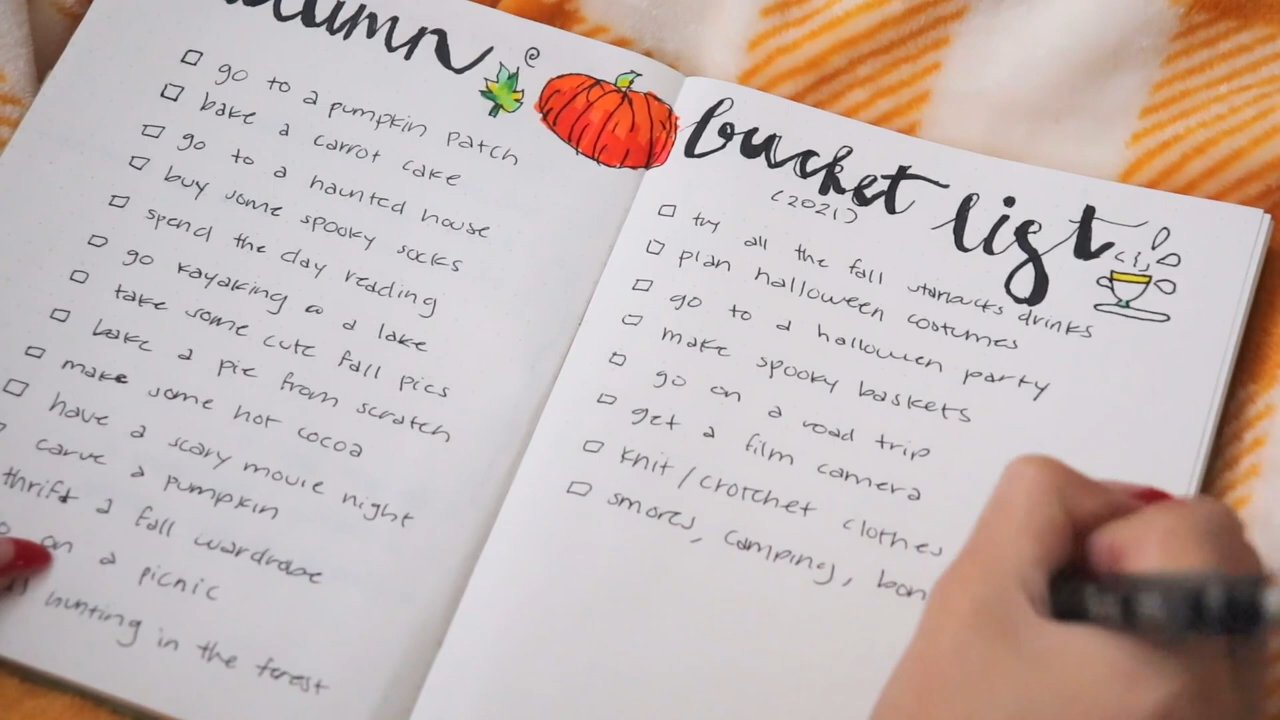 autumn
go to a pumpkin patch
bake a carrot cake
go to a haunted house
buy some spooky socks
spend the day reading
go kayaking @ a lake
take some cute fall pics
bake a pie from scratch
make some hot cocoa
have a scary movie night
carve a pumpkin
thrift a fall wardrobe
on a picnic
hunting in the forest
bucket list
(2021)
try all the fall starbucks drinks
plan halloween costumes
go to a halloween party
make spooky baskets
go on a road trip
get a film camera
knit/crotchet clothes
smores, camping, bon